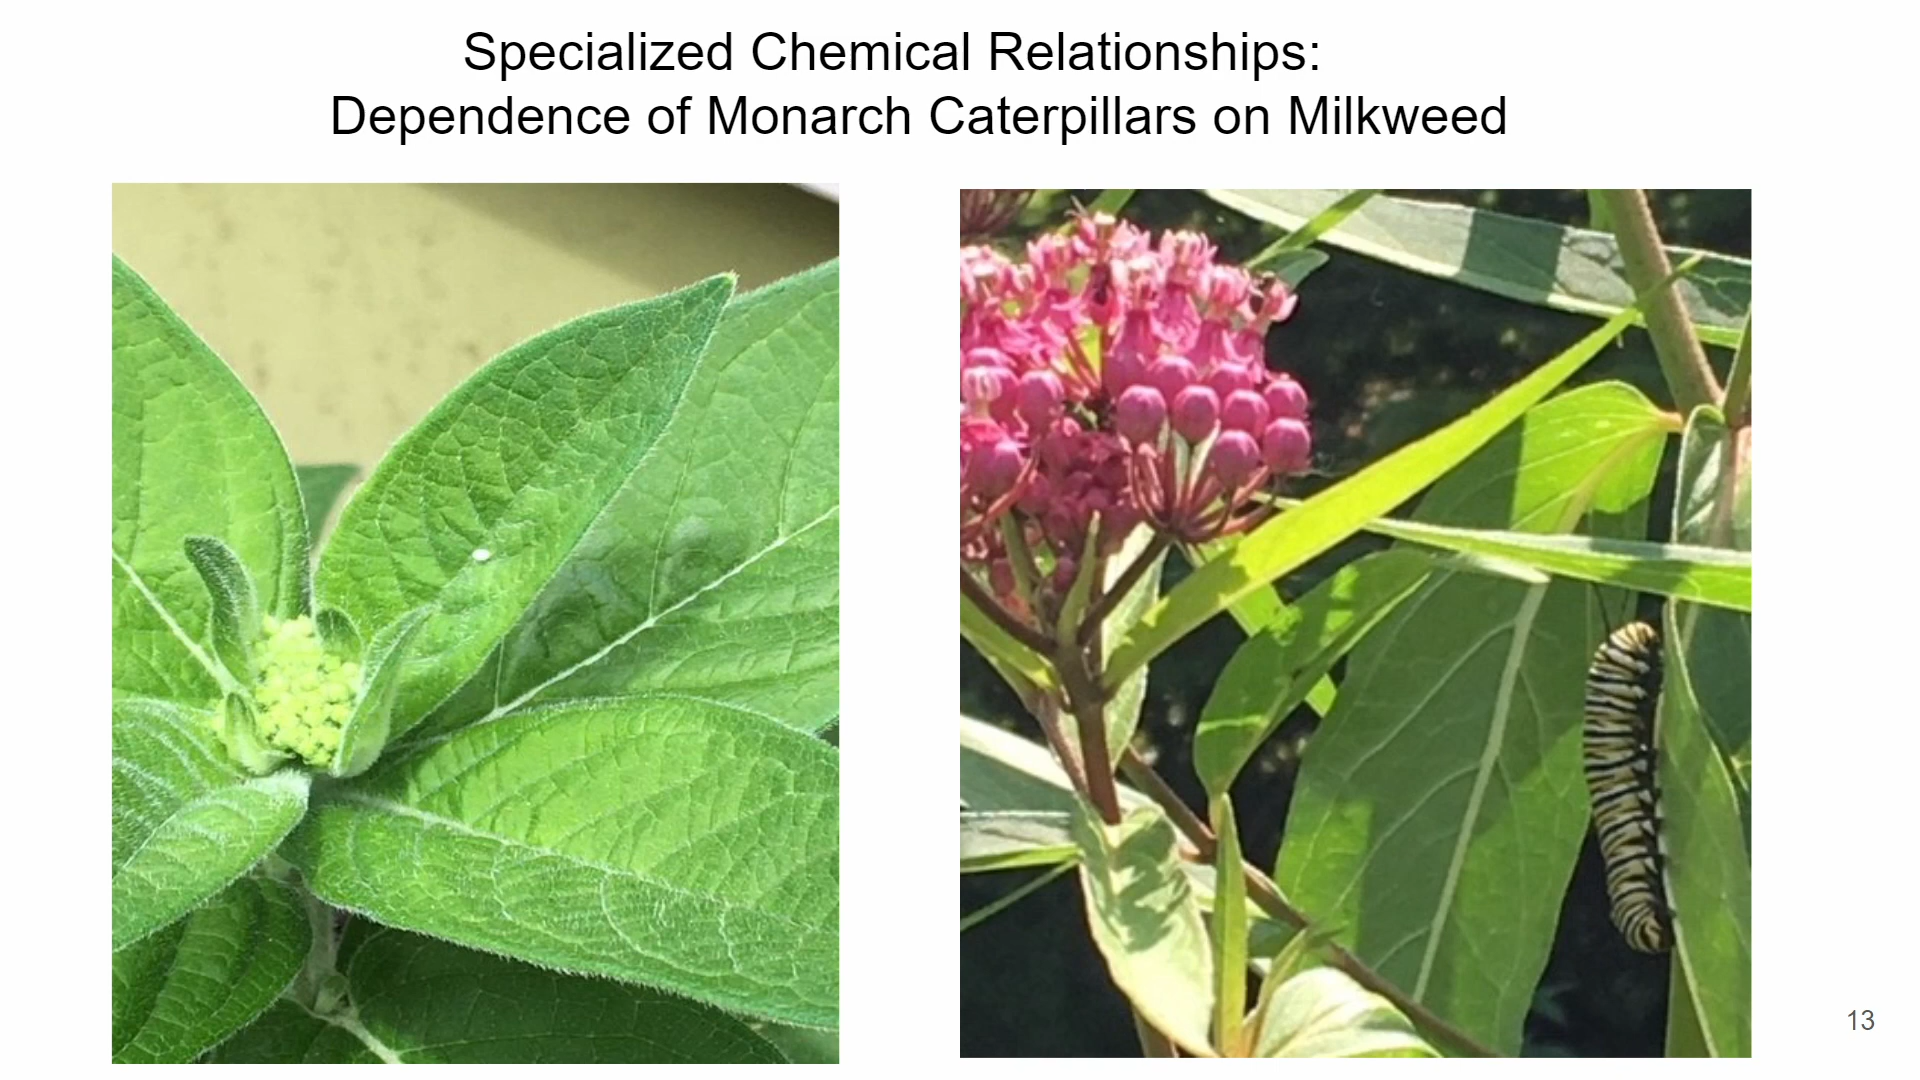 Specialized Chemical Relationships:
Dependence of Monarch Caterpillars on Milkweed
13